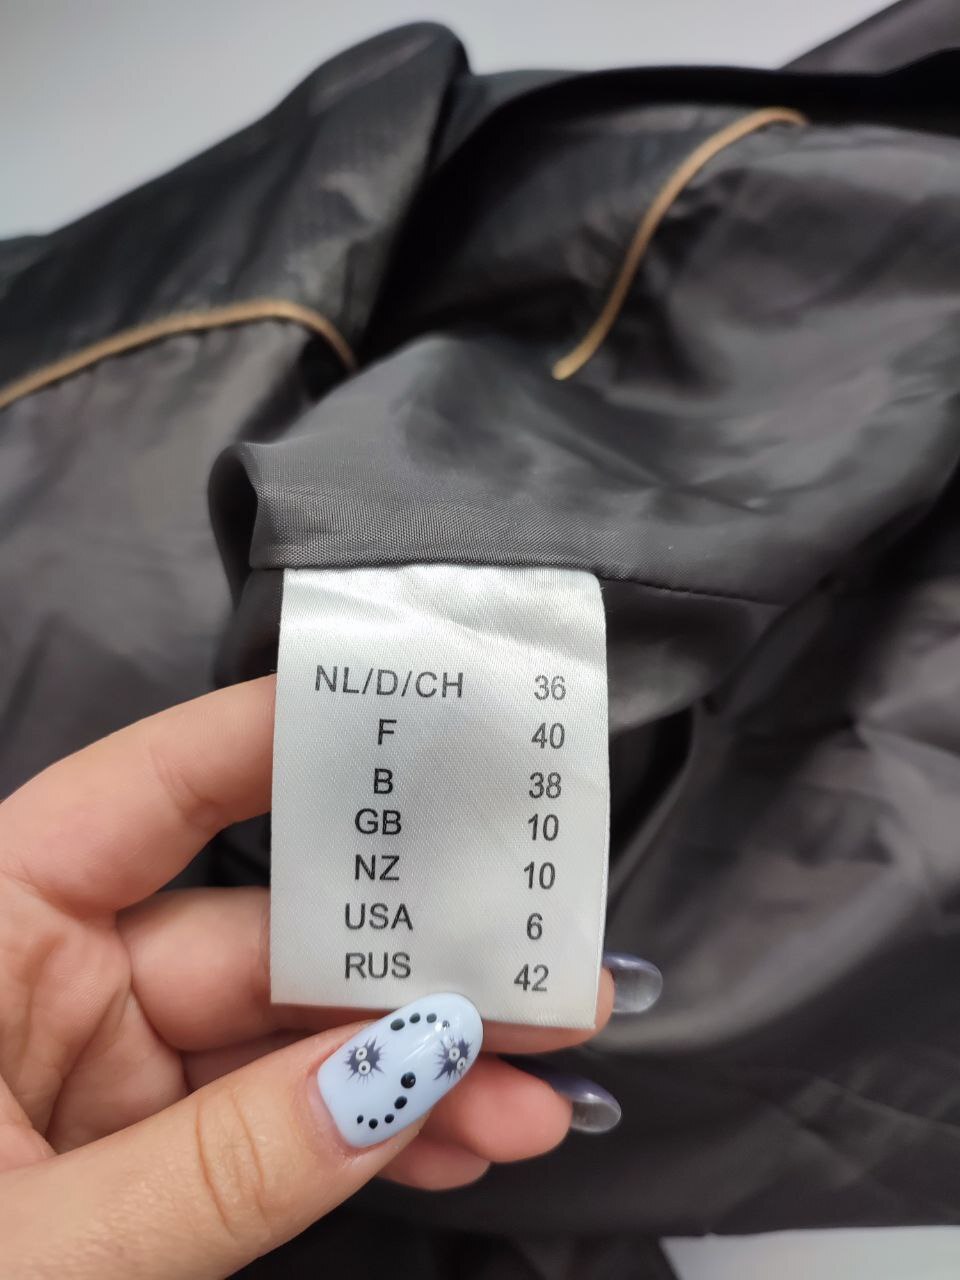 NL/D/CH 36
F 40
B 38
GB 10
NZ 10
USA 6
RUS 42